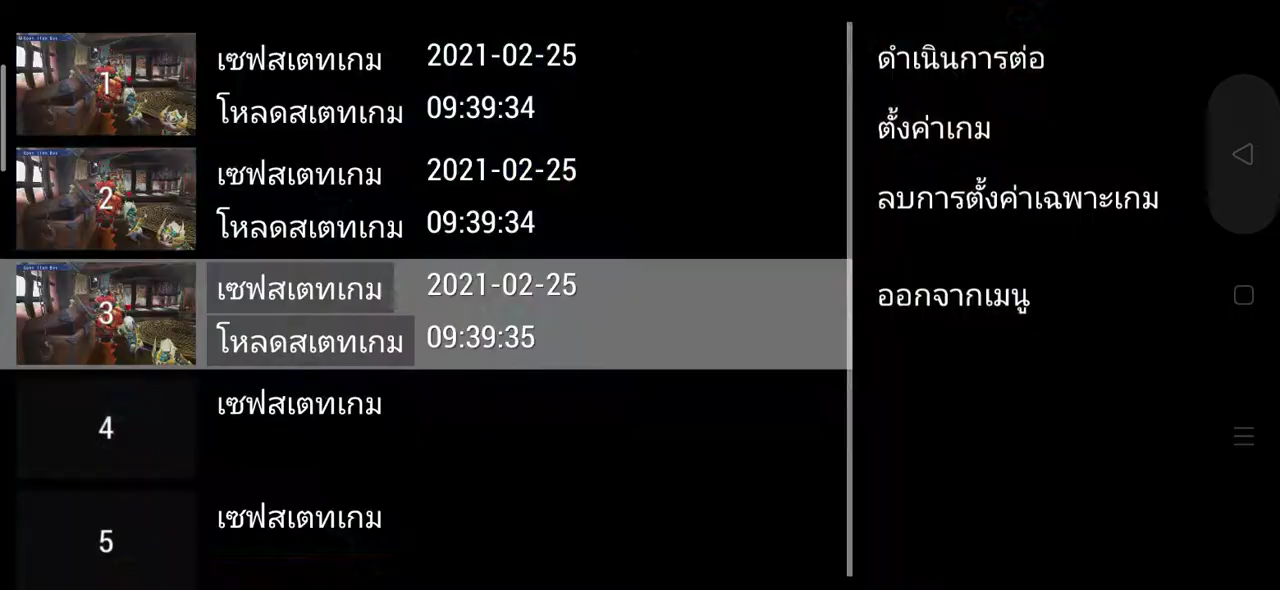 1
เซฟสเตทเกม 2021-02-25
โหลดสเตทเกม 09:39:34
2
เซฟสเตทเกม 2021-02-25
โหลดสเตทเกม 09:39:34
3
เซฟสเตทเกม 2021-02-25
โหลดสเตทเกม 09:39:35
4
เซฟสเตทเกม
5
เซฟสเตทเกม
ดำเนินการต่อ
ตั้งค่าเกม
ลบการตั้งค่าเฉพาะเกม
ออกจากเมนู